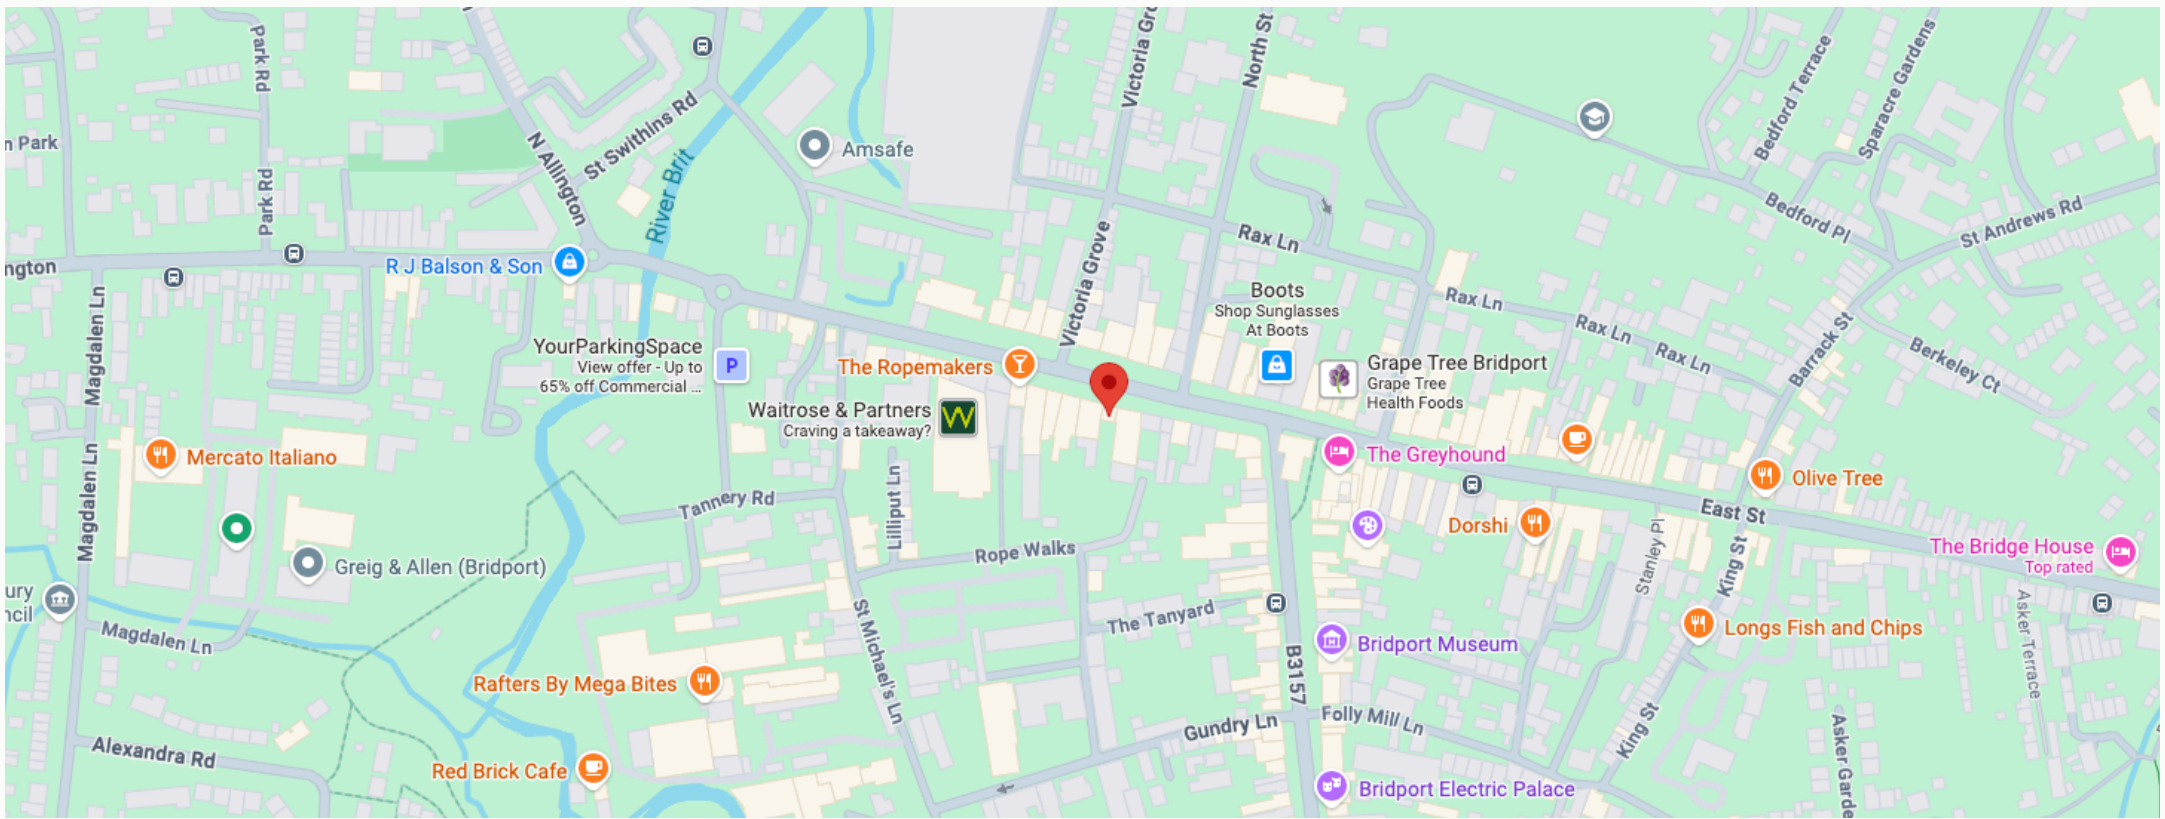 Park Rd
Victoria Gro
North St
Bedford Terrace
Sparacre Gardens
n Park
N Allington
St Swithins Rd
River Brit
Amsafe
Park Rd
Bedford Pl
St Andrews Rd
Rax Ln
Victoria Grove
ngton
R J Balson & Son
Magdalen Ln
Boots
Shop Sunglasses
At Boots
Rax Ln
Rax Ln
Rax Ln
Barrack St
Berkeley Ct
YourParkingSpace
View offer - Up to
65% off Commercial ...
P
The Ropemakers
Grape Tree Bridport
Grape Tree
Health Foods
Waitrose & Partners
Craving a takeaway?
Mercato Italiano
Magdalen Ln
The Greyhound
Olive Tree
Tannery Rd
Lilliput Ln
East St
Dorshi
Stanley Pl
King St
Rope Walks
The Bridge House
Top rated
Greig & Allen (Bridport)
ury
ncil
Magdalen Ln
St Michael's Ln
The Tanyard
B3157
Bridport Museum
Longs Fish and Chips
Asker Terrace
Rafters By Mega Bites
Gundry Ln
Folly Mill Ln
King St
Asker Garde
Alexandra Rd
Red Brick Cafe
Bridport Electric Palace